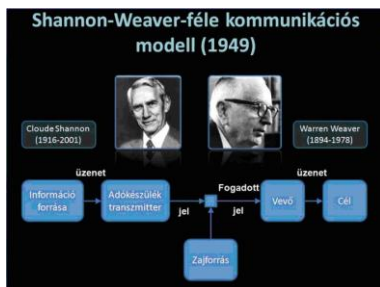 Shannon-Weaver-féle kommunikációs
modell (1949)
Cloude Shannon
(1916-2001)
Warren Weaver
(1894-1978)
üzenet
Fogadott
üzenet
Információ
forrása
Adókészülék
transzmitter
jel
jel
Vevő
Cél
Zajforrás